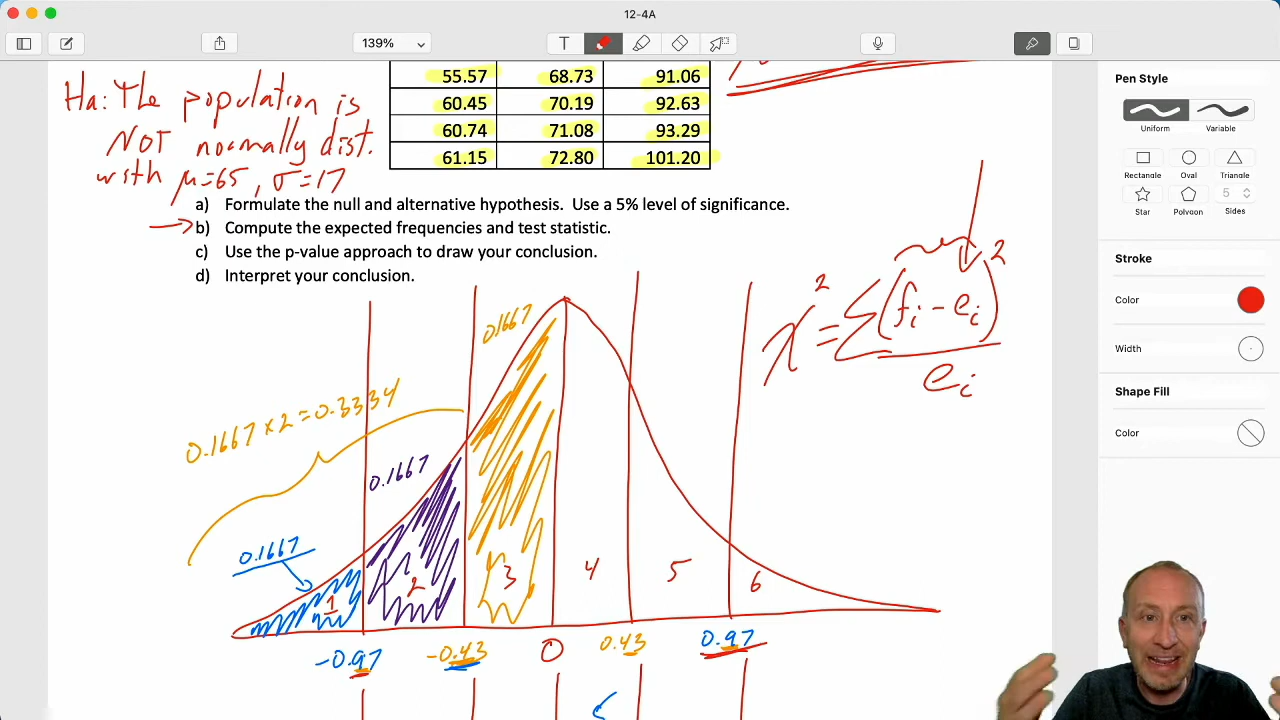 12-4A
139%
T
Pen Style
Uniform
Variable
Rectangle
Oval
Triangle
Star
Polygon
5
Sides
Stroke
Color
Width
Shape Fill
Color
Ha: The population is
NOT normally dist.
with μ=65, σ=17
55.57 68.73 91.06
60.45 70.19 92.63
60.74 71.08 93.29
61.15 72.80 101.20
a) Formulate the null and alternative hypothesis. Use a 5% level of significance.
b) Compute the expected frequencies and test statistic.
c) Use the p-value approach to draw your conclusion.
d) Interpret your conclusion.
χ² = Σ (fi - ei)²
ei
0.1667
0.1667 x 2 = 0.3334
0.1667
0.1667
1 2 3 4 5 6
-0.97 -0.43 0 0.43 0.97